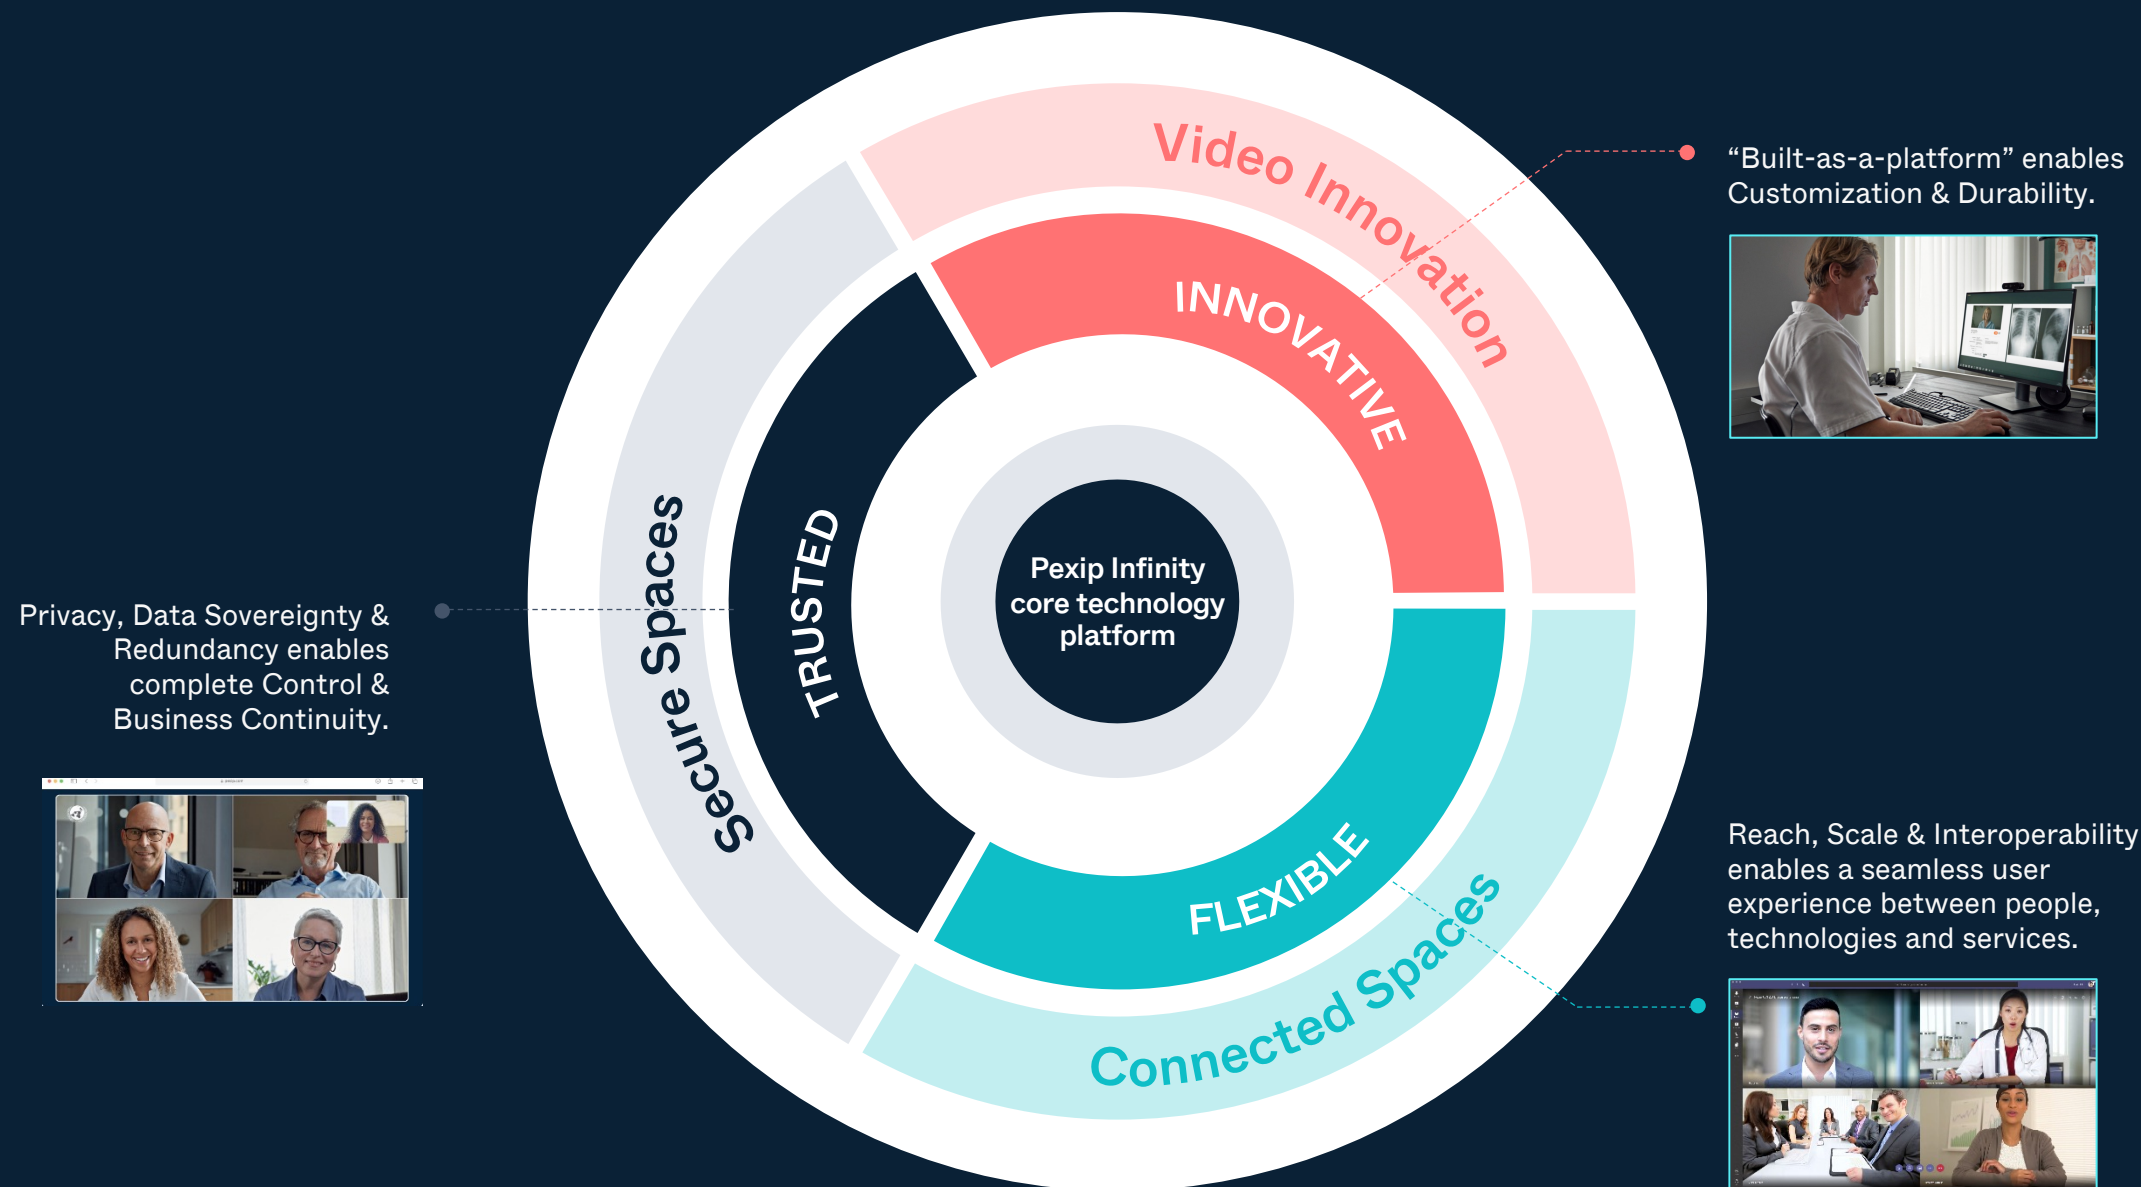 Video Innovation
INNOVATIVE
“Built-as-a-platform” enables
Customization & Durability.
Secure Spaces
TRUSTED
Pexip Infinity
core technology
platform
Privacy, Data Sovereignty &
Redundancy enables
complete Control &
Business Continuity.
FLEXIBLE
Connected Spaces
Reach, Scale & Interoperability
enables a seamless user
experience between people,
technologies and services.